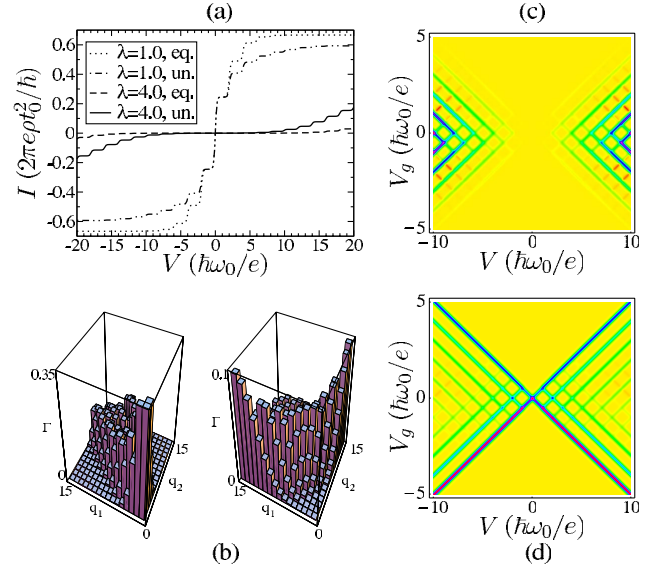 (a)
(c)
I (2πeρt₀²/ħ)
0.6
0.4
0.2
0
-0.2
-0.4
-0.6
λ=1.0, eq.
λ=1.0, un.
λ=4.0, eq.
λ=4.0, un.
-20 -15 -10 -5 0 5 10 15 20
V (ħω₀/e)
V_g (ħω₀/e)
5
0
-5
-10 0 10
V (ħω₀/e)
0.35
Γ
0
15
q₁
0
q₂
15
0.1
Γ
0
15
q₁
0
q₂
15
V_g (ħω₀/e)
5
0
-5
-10 0 10
V (ħω₀/e)
(b)
(d)